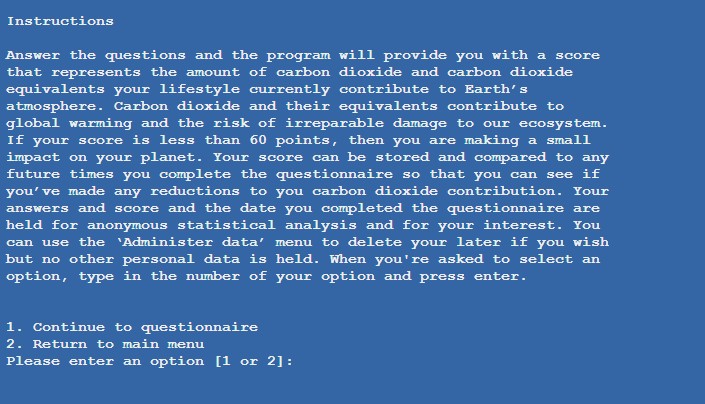 Instructions
Answer the questions and the program will provide you with a score
that represents the amount of carbon dioxide and carbon dioxide
equivalents your lifestyle currently contribute to Earth’s
atmosphere. Carbon dioxide and their equivalents contribute to
global warming and the risk of irreparable damage to our ecosystem.
If your score is less than 60 points, then you are making a small
impact on your planet. Your score can be stored and compared to any
future times you complete the questionnaire so that you can see if
you’ve made any reductions to you carbon dioxide contribution. Your
answers and score and the date you completed the questionnaire are
held for anonymous statistical analysis and for your interest. You
can use the ‘Administer data’ menu to delete your later if you wish
but no other personal data is held. When you're asked to select an
option, type in the number of your option and press enter.
1. Continue to questionnaire
2. Return to main menu
Please enter an option [1 or 2]: